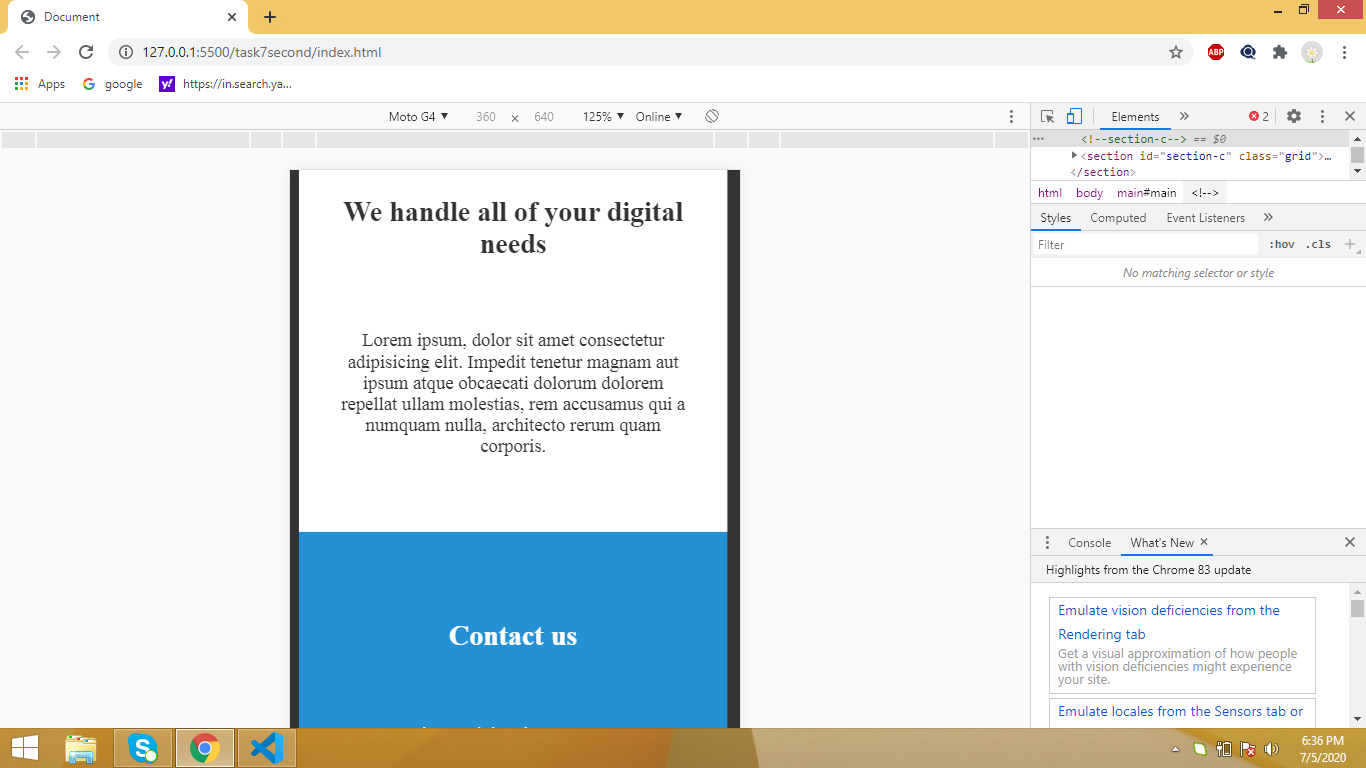 Document
127.0.0.1:5500/task7second/index.html
ABP
Apps google https://in.search.ya...
Moto G4 ▼ 360 × 640 125% ▼ Online ▼
Elements » 2
<!--section-c--> == $0
<section id="section-c" class="grid">…
</section>
html body main#main <!-->
Styles Computed Event Listeners »
Filter :hov .cls +
No matching selector or style
We handle all of your digital
needs
Lorem ipsum, dolor sit amet consectetur
adipisicing elit. Impedit tenetur magnam aut
ipsum atque obcaecati dolorum dolorem
repellat ullam molestias, rem accusamus qui a
numquam nulla, architecto rerum quam
corporis.
Contact us
Console What's New ×
Highlights from the Chrome 83 update
Emulate vision deficiencies from the
Rendering tab
Get a visual approximation of how people
with vision deficiencies might experience
your site.
Emulate locales from the Sensors tab or
6:36 PM
7/5/2020